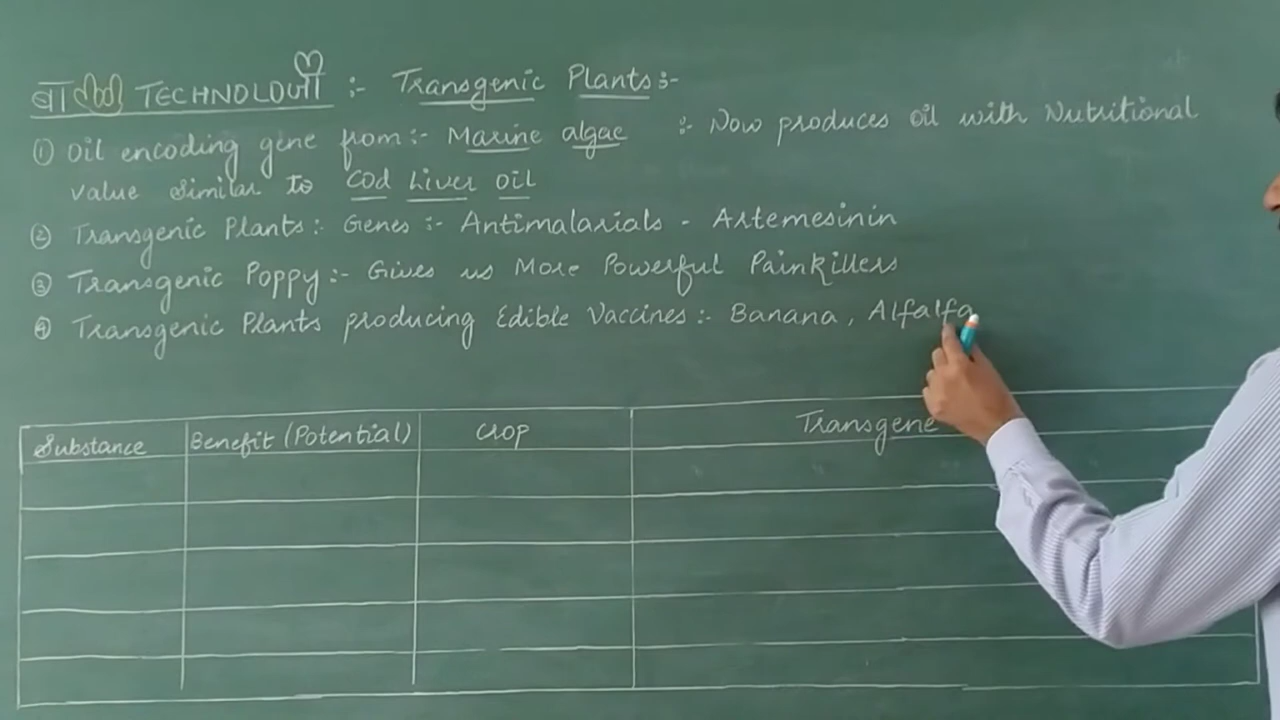 TECHNOLOGY :- Transgenic Plants :-
① Oil encoding gene from :- Marine algae :- Now produces oil with Nutritional
value similar to Cod Liver Oil
② Transgenic Plants :- Genes :- Antimalarials - Artemesinin
③ Transgenic Poppy :- Gives us More Powerful Painkillers
④ Transgenic Plants producing Edible Vaccines :- Banana, Alfalfa
Substance Benefit (Potential) Crop Transgene